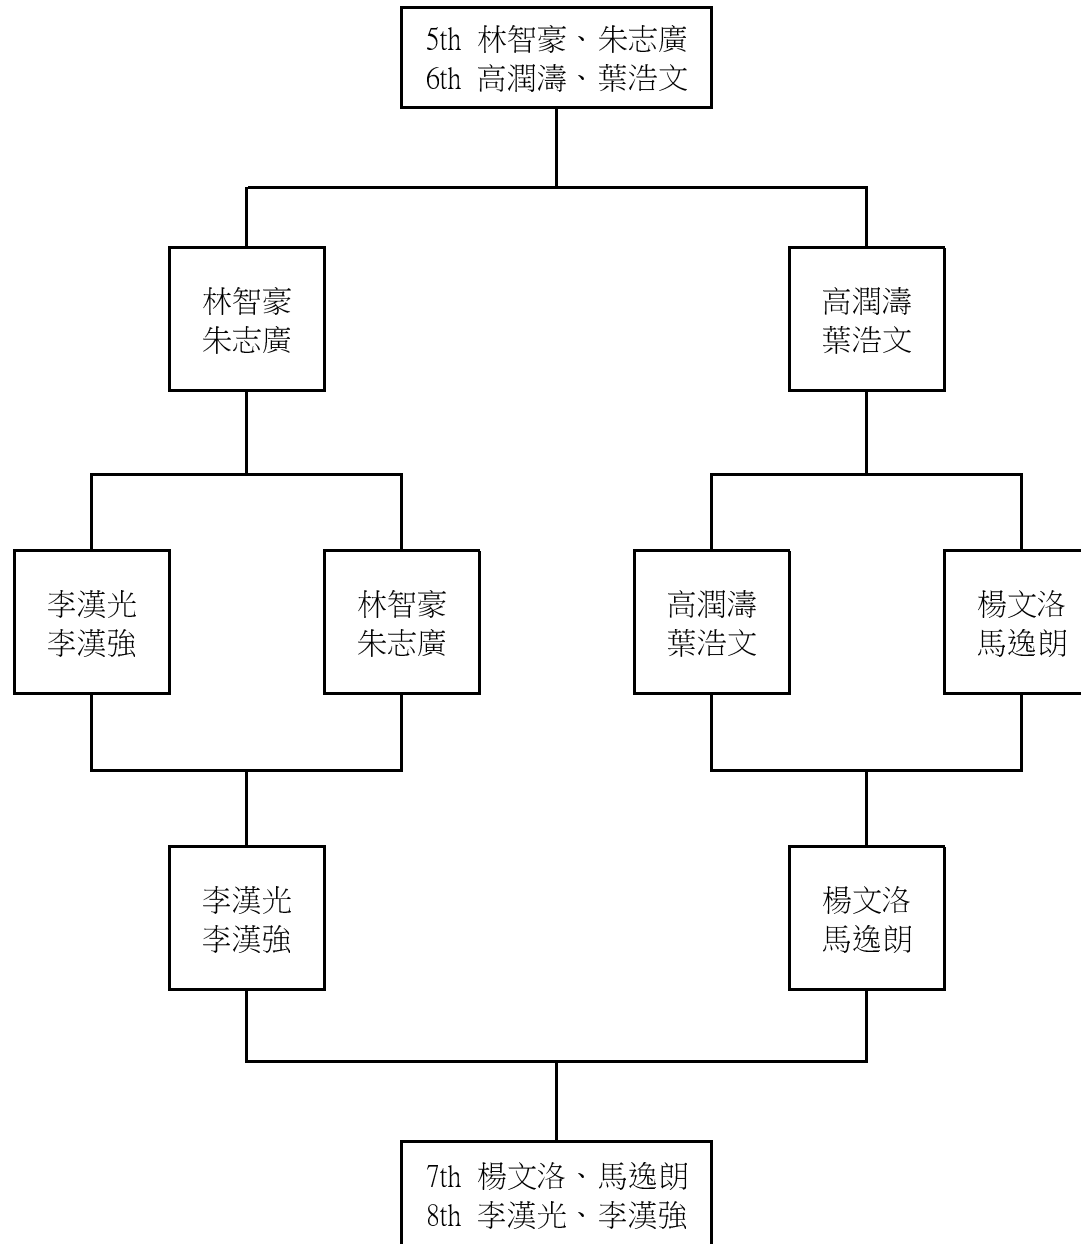 5th 林智豪、朱志廣
6th 高潤濤、葉浩文
林智豪
朱志廣
高潤濤
葉浩文
李漢光
李漢強
林智豪
朱志廣
高潤濤
葉浩文
楊文洛
馬逸朗
李漢光
李漢強
楊文洛
馬逸朗
7th 楊文洛、馬逸朗
8th 李漢光、李漢強